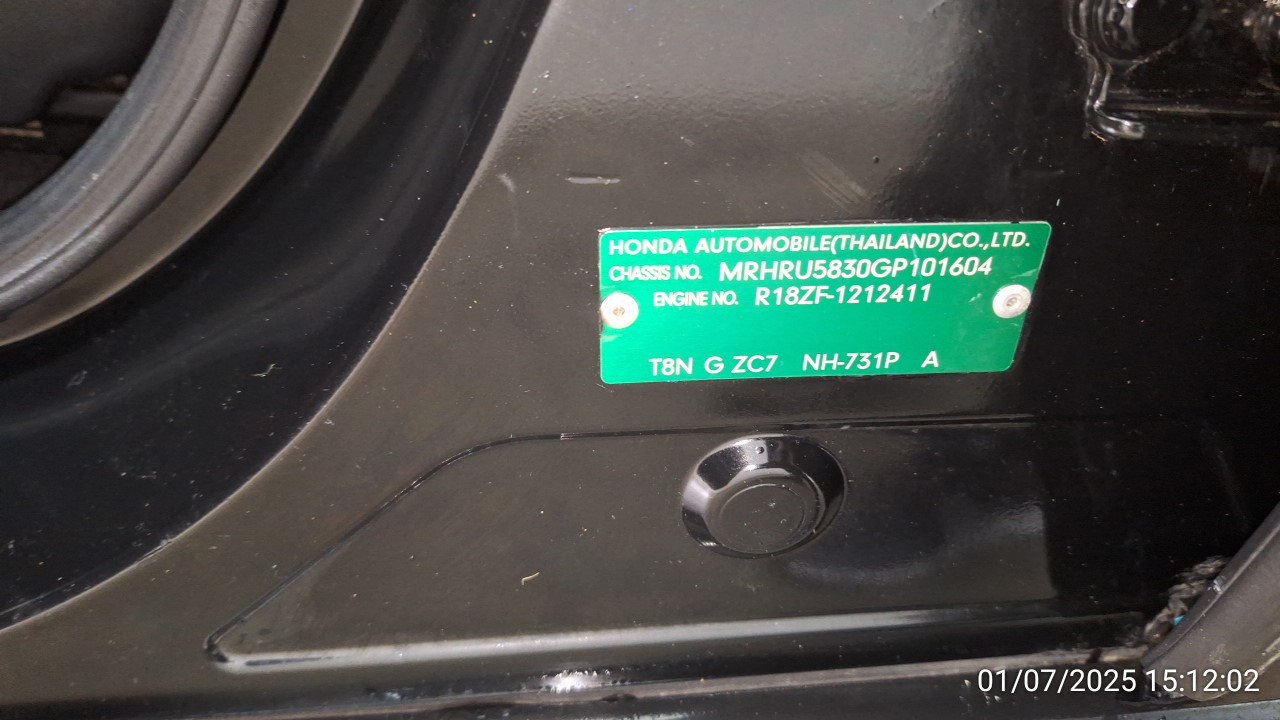 HONDA AUTOMOBILE(THAILAND)CO.,LTD.
CHASSIS NO. MRHRU5830GP101604
ENGINE NO. R18ZF-1212411
T8N G ZC7 NH-731P A
01/07/2025 15:12:02